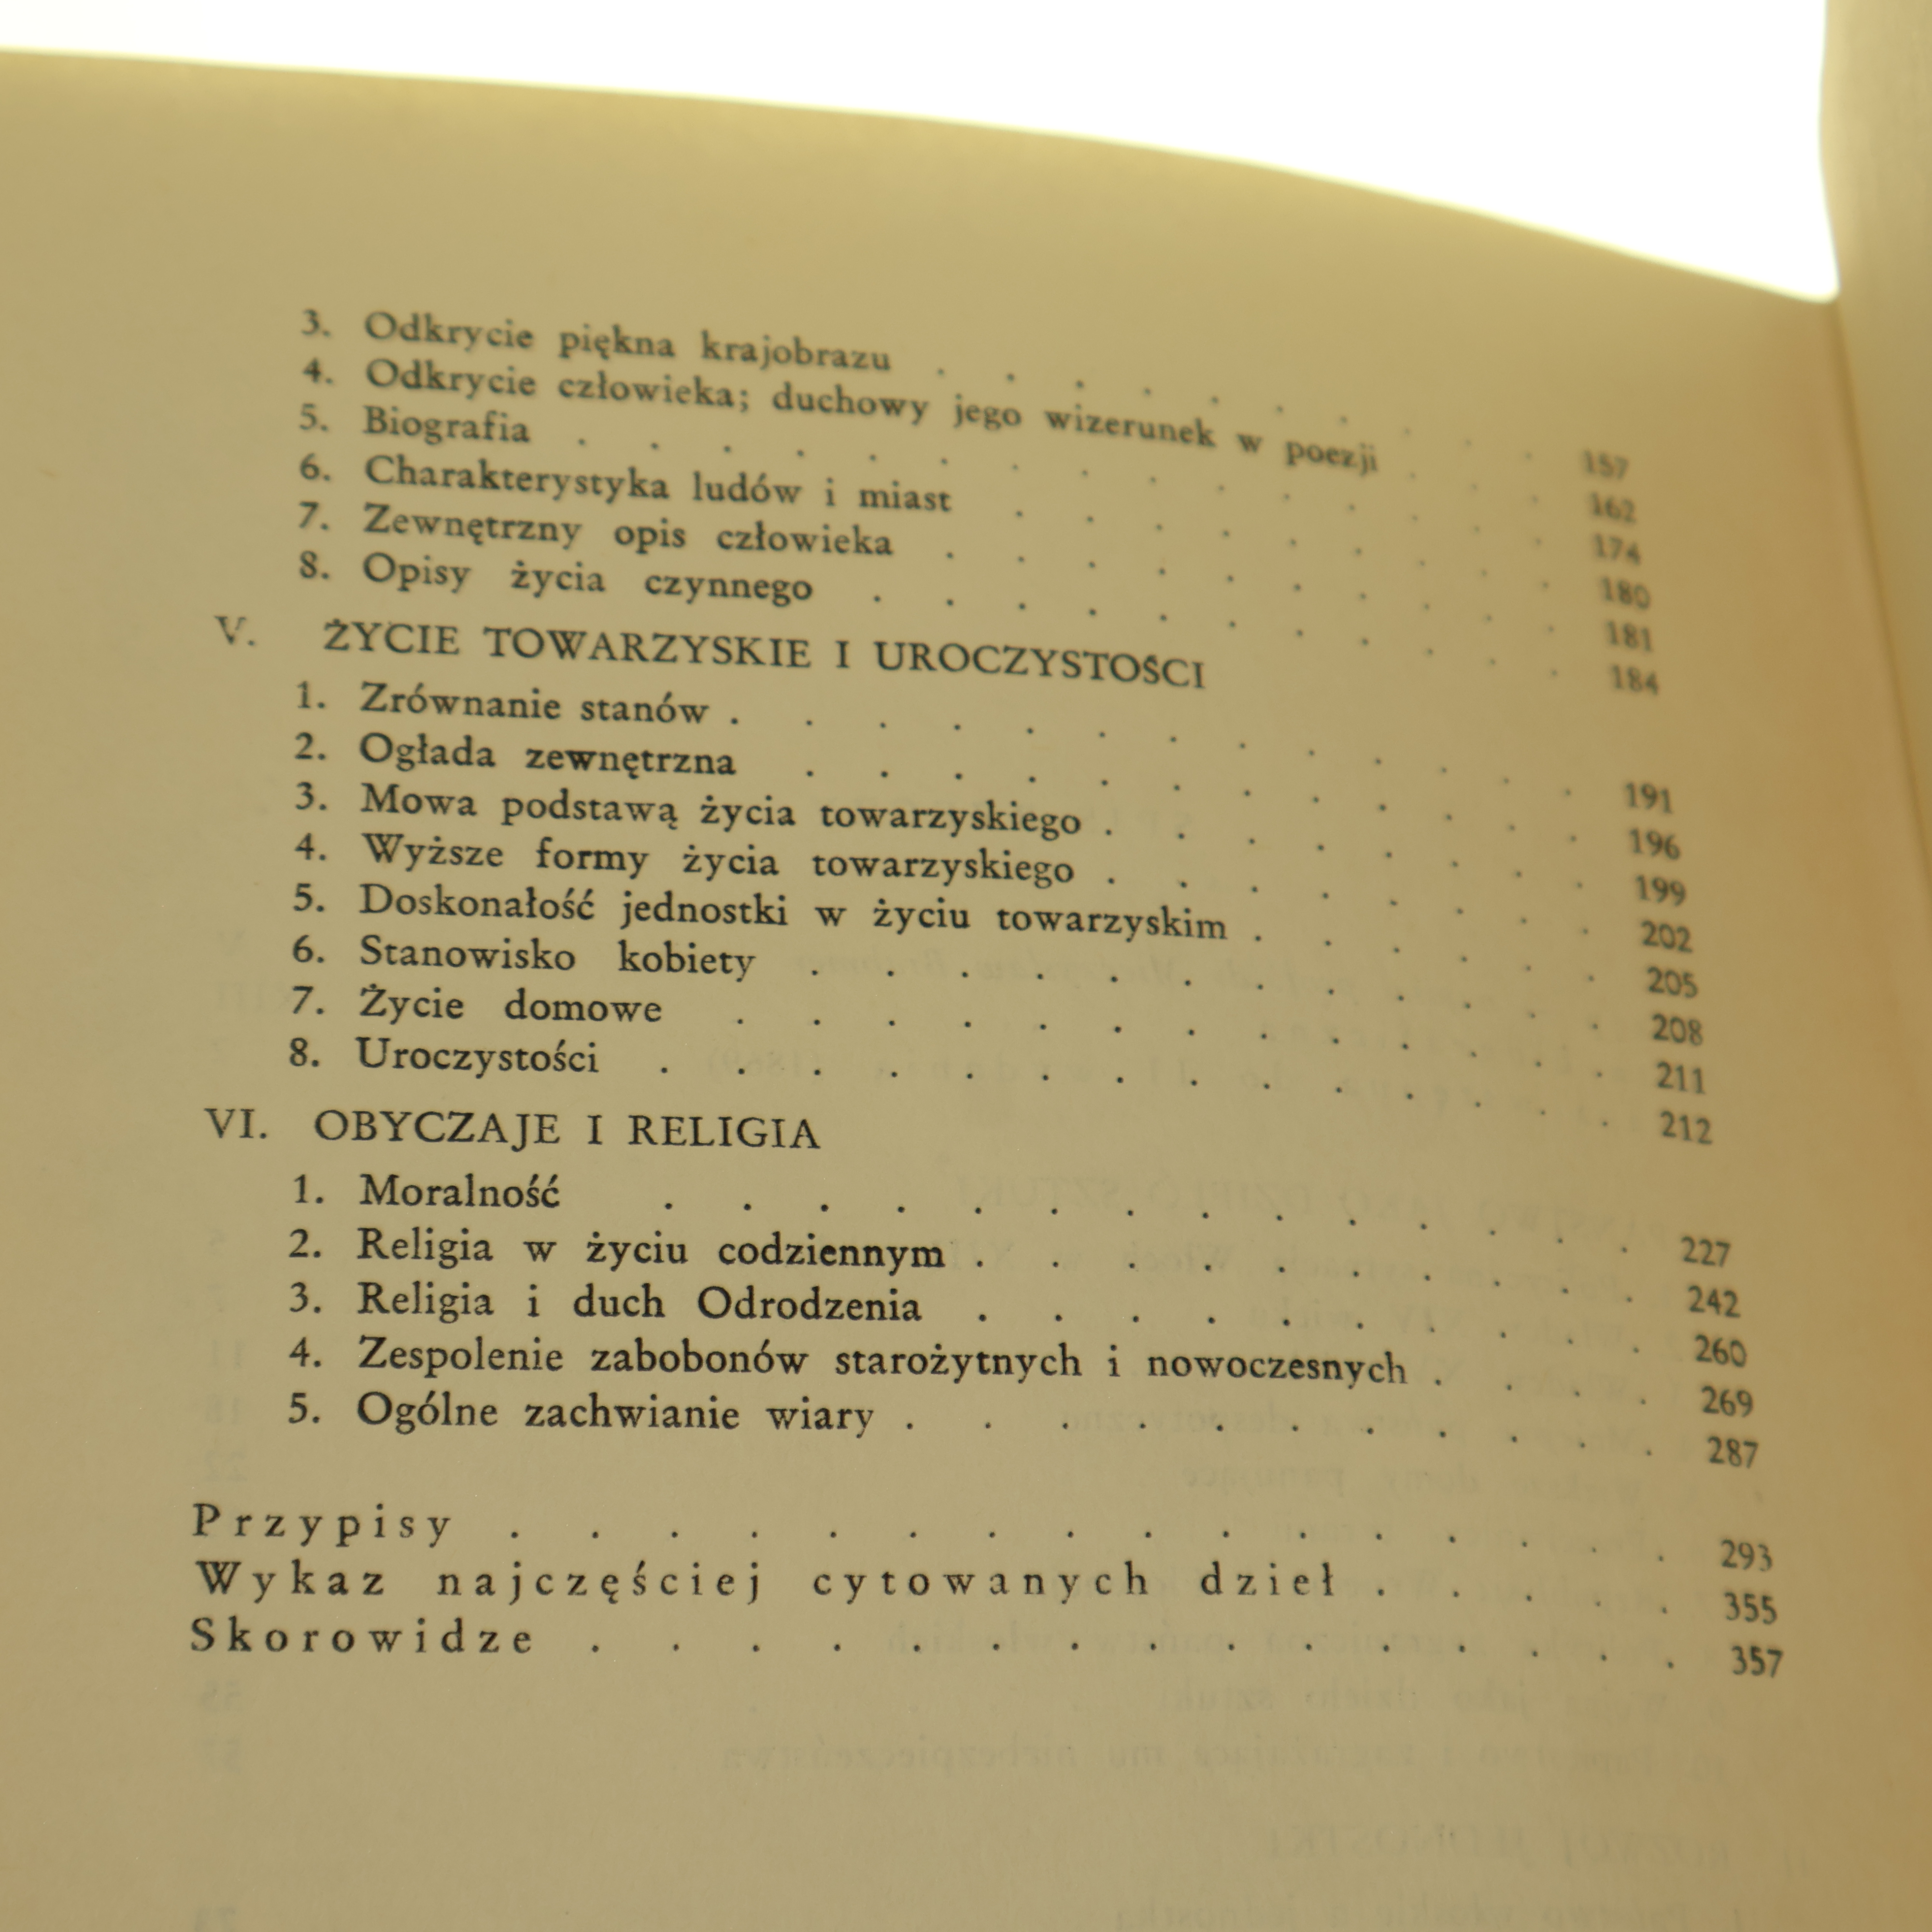 3. Odkrycie piękna krajobrazu . . . . . . . . . 157
4. Odkrycie człowieka; duchowy jego wizerunek w poezji . . . 162
5. Biografia . . . . . . . . . . . . . . 174
6. Charakterystyka ludów i miast . . . . . . . . . 180
7. Zewnętrzny opis człowieka . . . . . . . . . 181
8. Opisy życia czynnego . . . . . . . . . . 184
V. ŻYCIE TOWARZYSKIE I UROCZYSTOŚCI
1. Zrównanie stanów . . . . . . . . . . . . 191
2. Ogłada zewnętrzna . . . . . . . . . . . 196
3. Mowa podstawą życia towarzyskiego . . . . . . . 199
4. Wyższe formy życia towarzyskiego . . . . . . . 202
5. Doskonałość jednostki w życiu towarzyskim . . . . . 205
6. Stanowisko kobiety . . . . . . . . . . . 208
7. Życie domowe . . . . . . . . . . . . 211
8. Uroczystości . . . . . . . . . . . . . 212
VI. OBYCZAJE I RELIGIA
1. Moralność . . . . . . . . . . . . . 227
2. Religia w życiu codziennym . . . . . . . . . 242
3. Religia i duch Odrodzenia . . . . . . . . . 260
4. Zespolenie zabobonów starożytnych i nowoczesnych . . . 269
5. Ogólne zachwianie wiary . . . . . . . . . . 287
Przypisy . . . . . . . . . . . . . . . 293
Wykaz najczęściej cytowanych dzieł . . . . . 355
Skorowidze . . . . . . . . . . . . . . 357